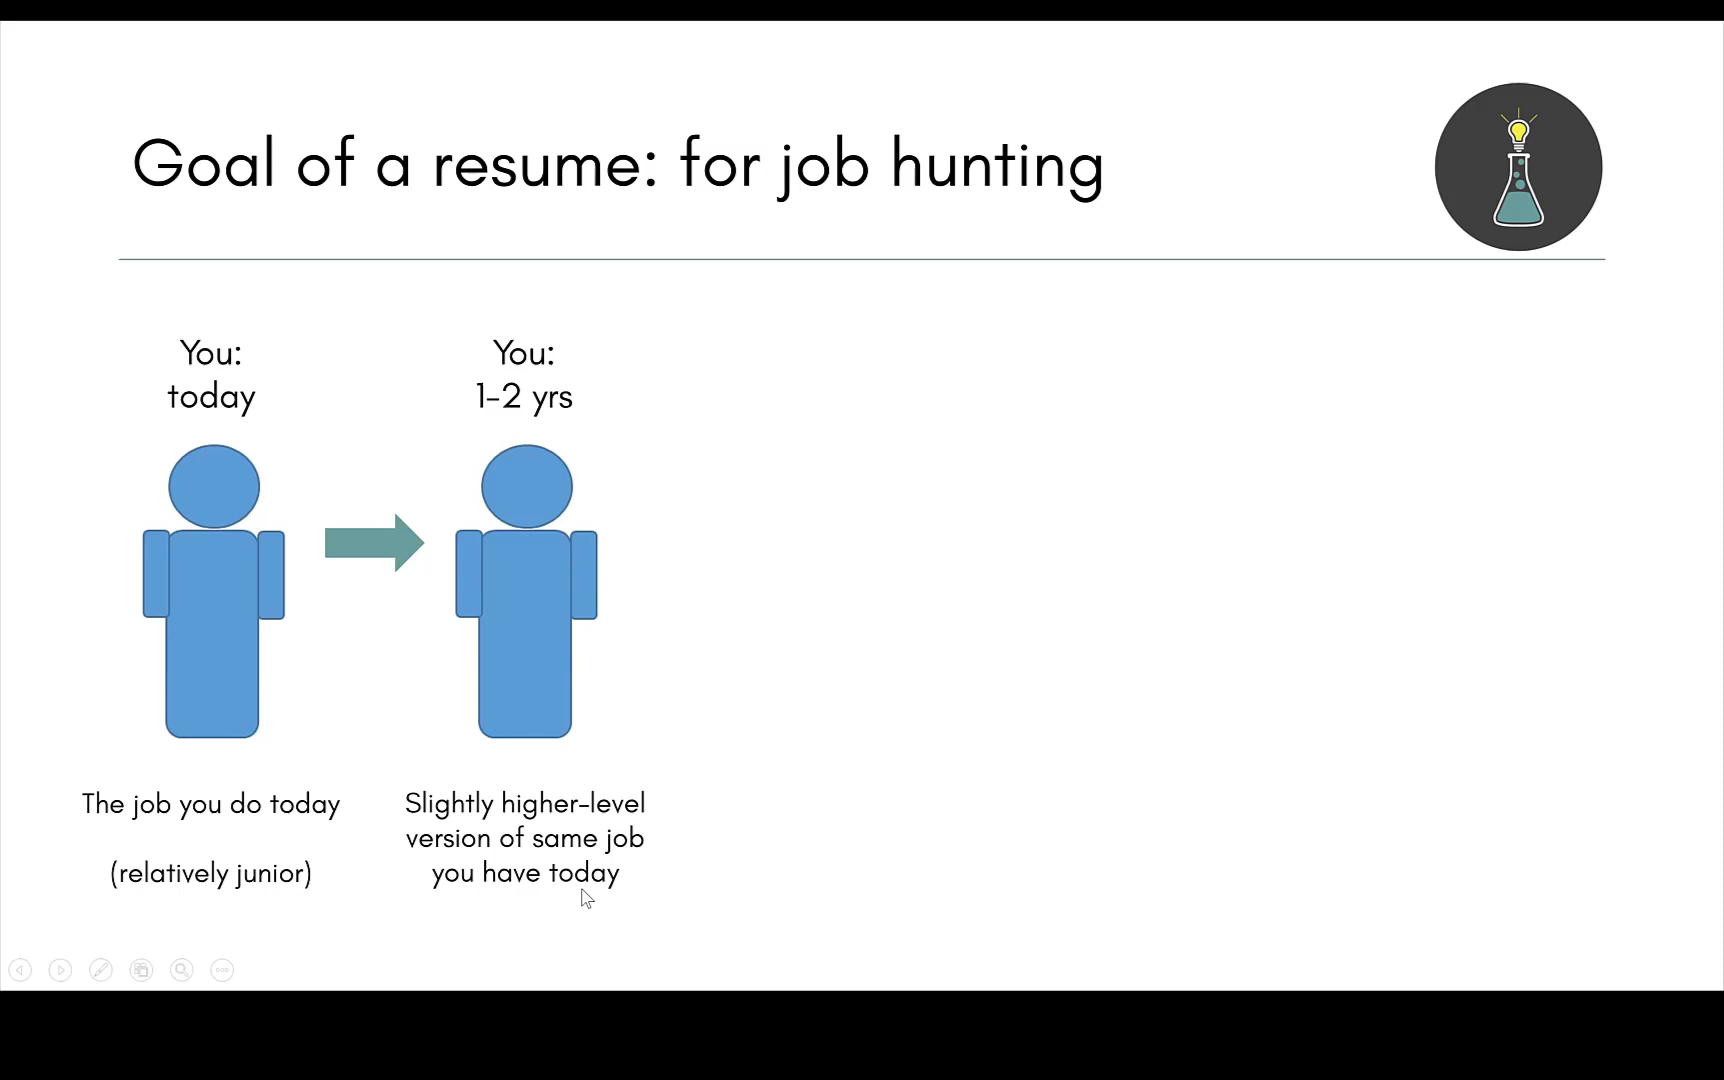 Goal of a resume: for job hunting
You:
today
You:
1-2 yrs
The job you do today
(relatively junior)
Slightly higher-level
version of same job
you have today